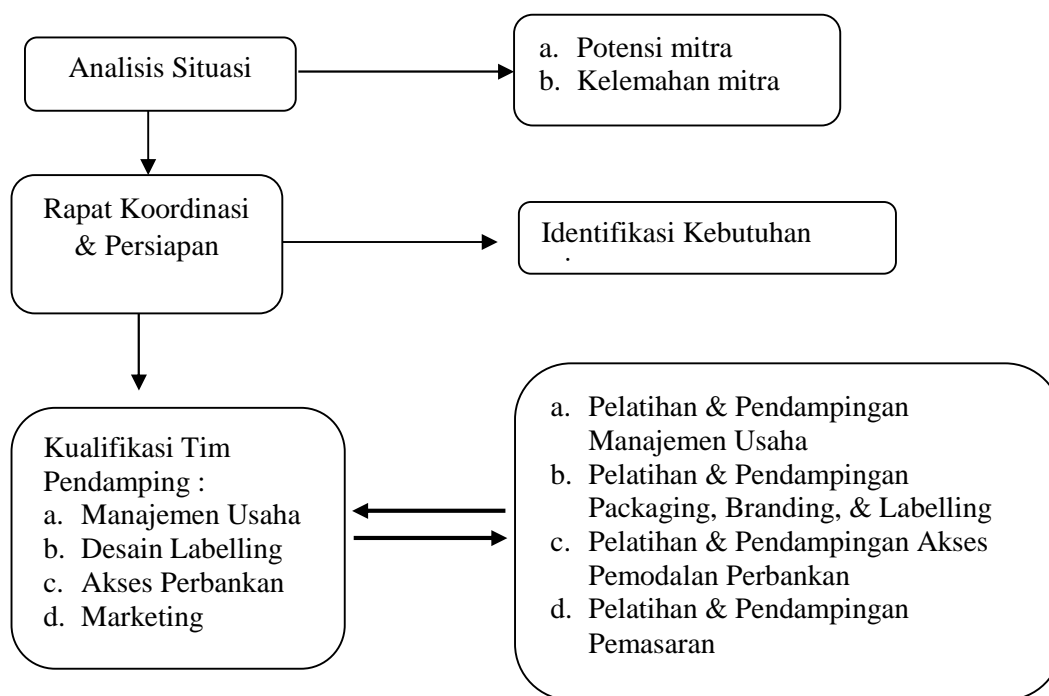 Analisis Situasi
a. Potensi mitra
b. Kelemahan mitra
Rapat Koordinasi
& Persiapan
Identifikasi Kebutuhan
Kualifikasi Tim
Pendamping :
a. Manajemen Usaha
b. Desain Labelling
c. Akses Perbankan
d. Marketing
a. Pelatihan & Pendampingan
Manajemen Usaha
b. Pelatihan & Pendampingan
Packaging, Branding, & Labelling
c. Pelatihan & Pendampingan Akses
Pemodalan Perbankan
d. Pelatihan & Pendampingan
Pemasaran